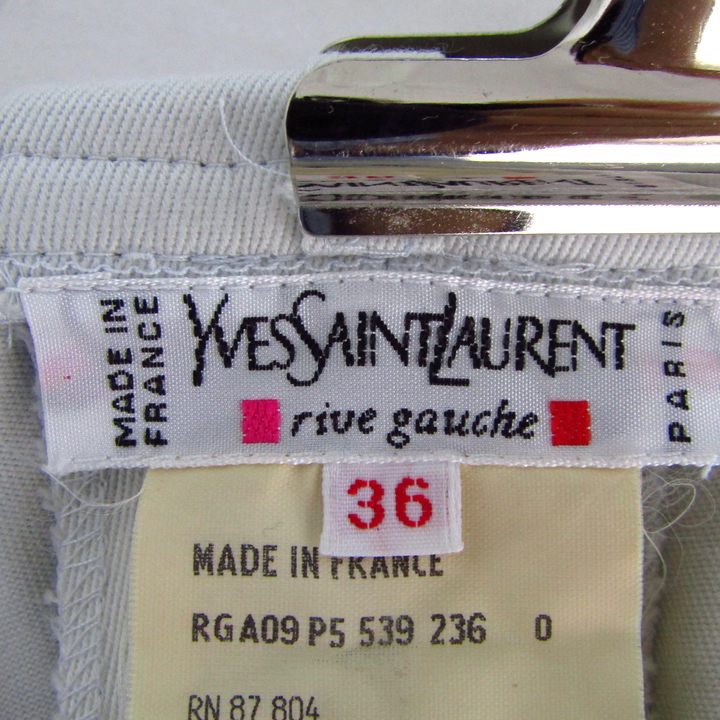 MADE IN
FRANCE
YVESSAINTLAURENT
rive gauche
PARIS
36
MADE IN FRANCE
RGA09 P5 539 236 0
RN 87 804